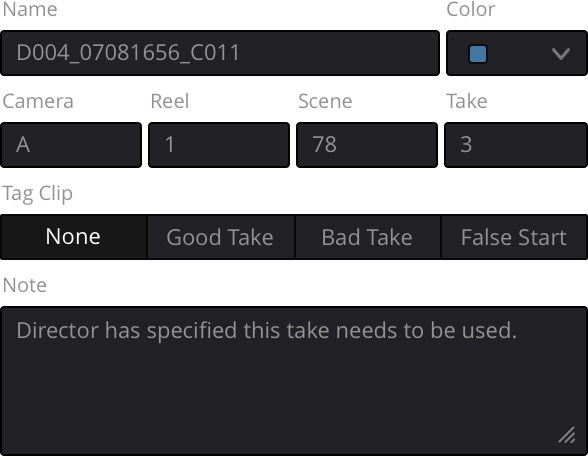 Name Color
D004_07081656_C011
Camera Reel Scene Take
A 1 78 3
Tag Clip
None Good Take Bad Take False Start
Note
Director has specified this take needs to be used.